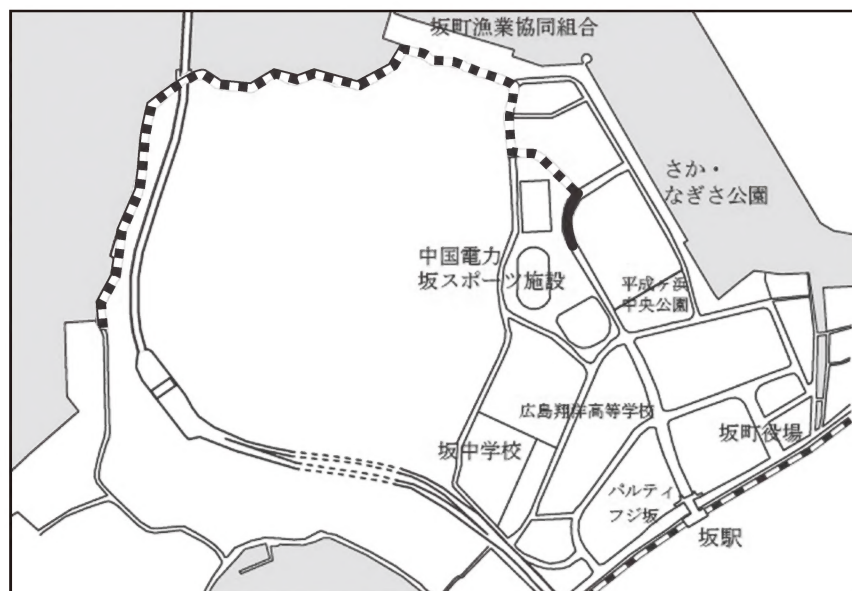 坂町漁業協同組合
さか・
なぎさ公園
中国電力
坂スポーツ施設
平成ヶ浜
中央公園
広島翔洋高等学校
坂中学校
坂町役場
パルティ
フジ坂
坂駅